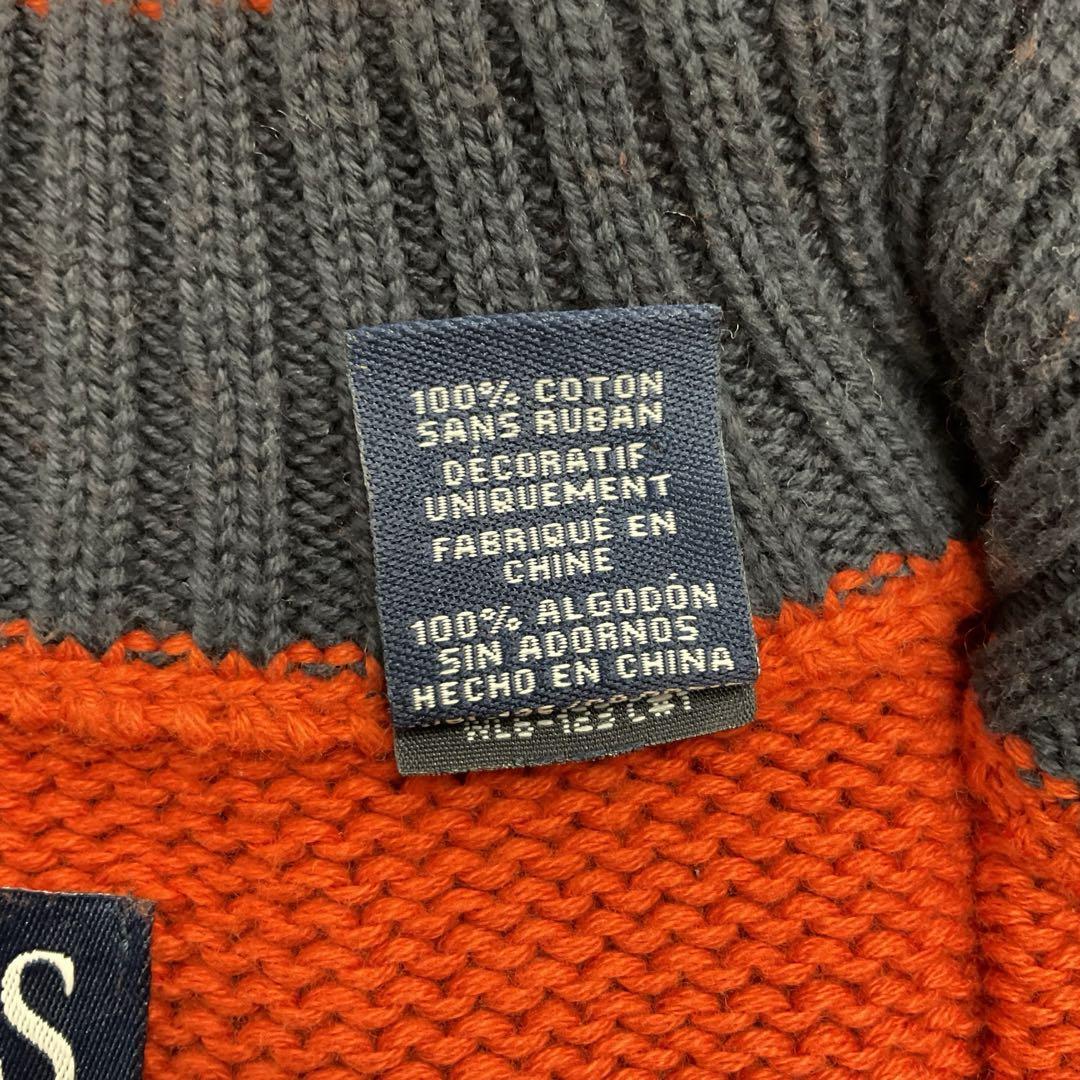 100% COTON
SANS RUBAN
DÉCORATIF
UNIQUEMENT
FABRIQUÉ EN
CHINE
100% ALGODÓN
SIN ADORNOS
HECHO EN CHINA
S